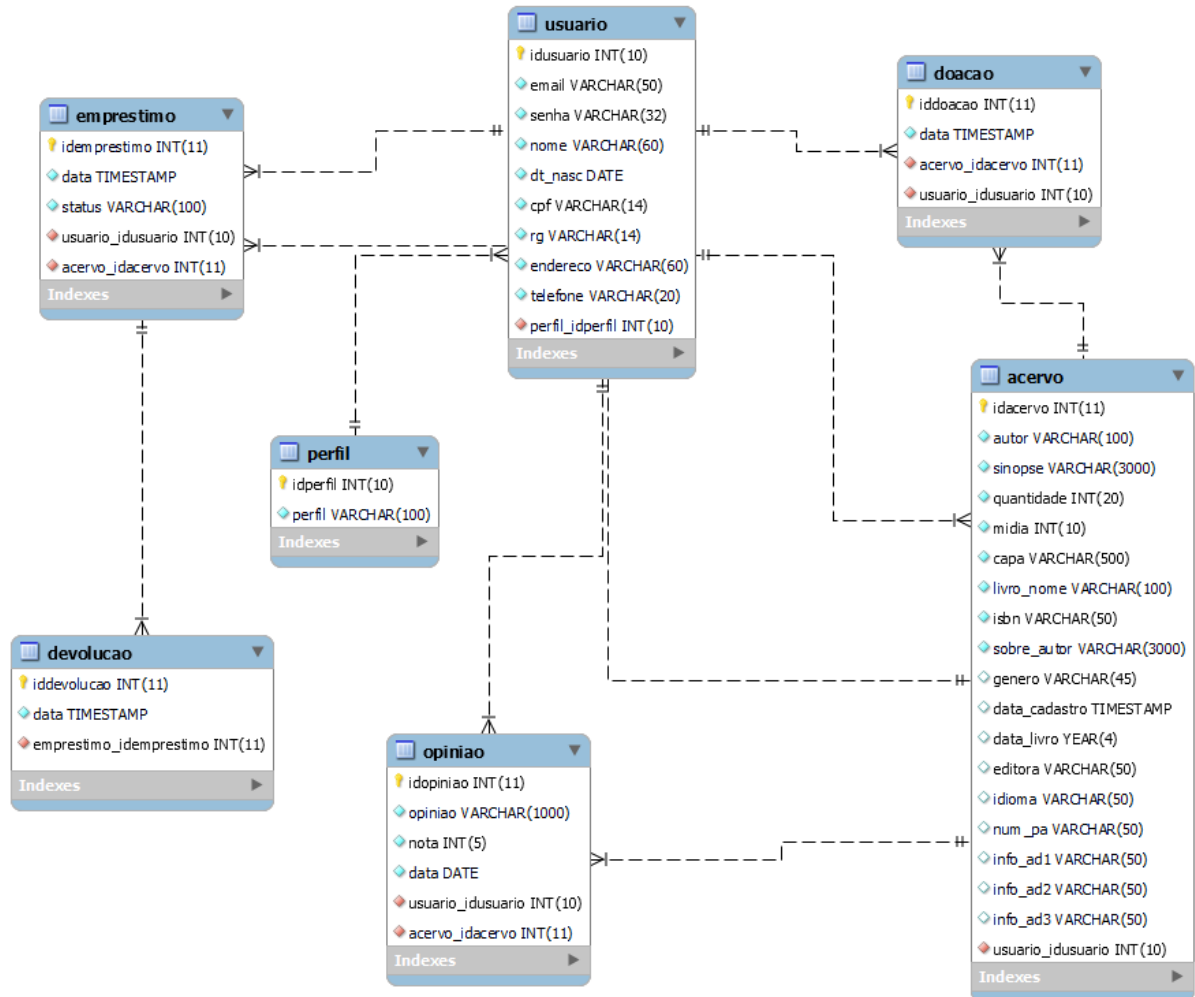 usuario
idusuario INT(10)
email VARCHAR(50)
senha VARCHAR(32)
nome VARCHAR(60)
dt_nasc DATE
cpf VARCHAR(14)
rg VARCHAR(14)
endereco VARCHAR(60)
telefone VARCHAR(20)
perfil_idperfil INT(10)
Indexes
emprestimo
idemprestimo INT(11)
data TIMESTAMP
status VARCHAR(100)
usuario_idusuario INT(10)
acervo_idacervo INT(11)
Indexes
doacao
iddoacao INT(11)
data TIMESTAMP
acervo_idacervo INT(11)
usuario_idusuario INT(10)
Indexes
perfil
idperfil INT(10)
perfil VARCHAR(100)
Indexes
acervo
idacervo INT(11)
autor VARCHAR(100)
sinopse VARCHAR(3000)
quantidade INT(20)
midia INT(10)
capa VARCHAR(500)
livro_nome VARCHAR(100)
isbn VARCHAR(50)
sobre_autor VARCHAR(3000)
genero VARCHAR(45)
data_cadastro TIMESTAMP
data_livro YEAR(4)
editora VARCHAR(50)
idioma VARCHAR(50)
num_pa VARCHAR(50)
info_ad1 VARCHAR(50)
info_ad2 VARCHAR(50)
info_ad3 VARCHAR(50)
usuario_idusuario INT(10)
Indexes
devolucao
iddevolucao INT(11)
data TIMESTAMP
emprestimo_idemprestimo INT(11)
Indexes
opiniao
idopiniao INT(11)
opiniao VARCHAR(1000)
nota INT(5)
data DATE
usuario_idusuario INT(10)
acervo_idacervo INT(11)
Indexes